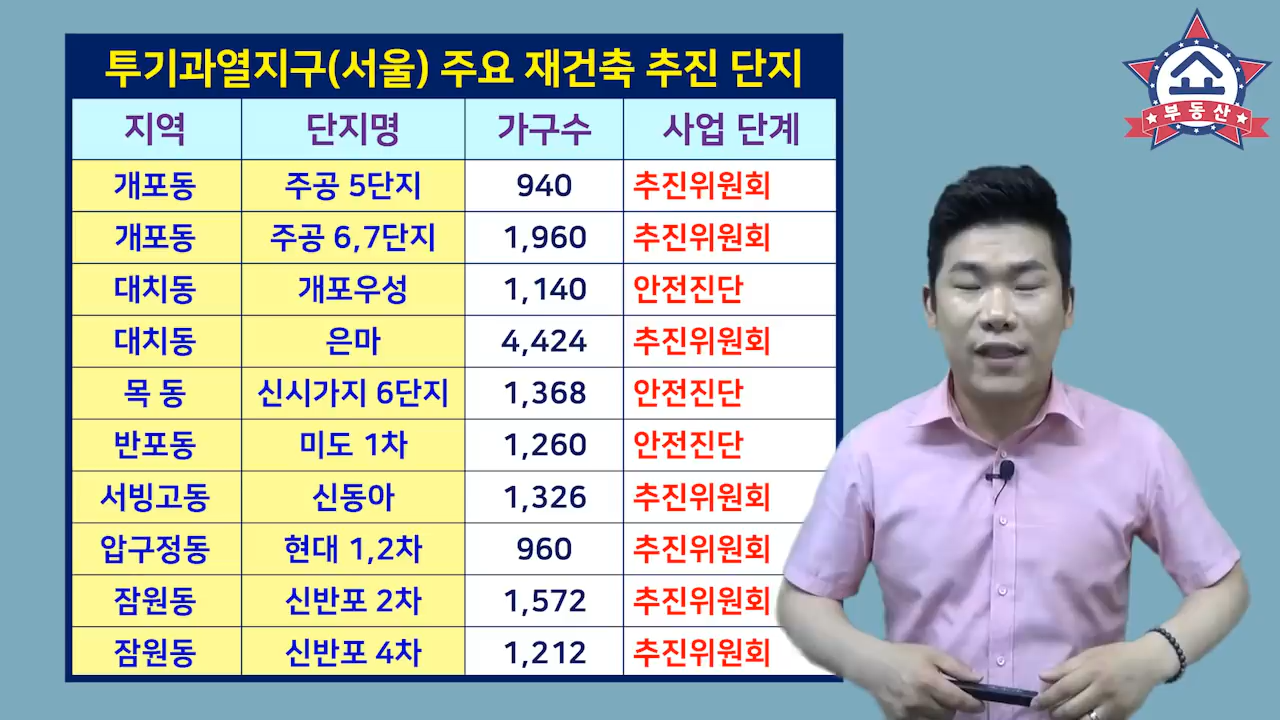 투기과열지구(서울) 주요 재건축 추진 단지
지역 단지명 가구수 사업 단계
개포동 주공 5단지 940 추진위원회
개포동 주공 6,7단지 1,960 추진위원회
대치동 개포우성 1,140 안전진단
대치동 은마 4,424 추진위원회
목 동 신시가지 6단지 1,368 안전진단
반포동 미도 1차 1,260 안전진단
서빙고동 신동아 1,326 추진위원회
압구정동 현대 1,2차 960 추진위원회
잠원동 신반포 2차 1,572 추진위원회
잠원동 신반포 4차 1,212 추진위원회
부동산